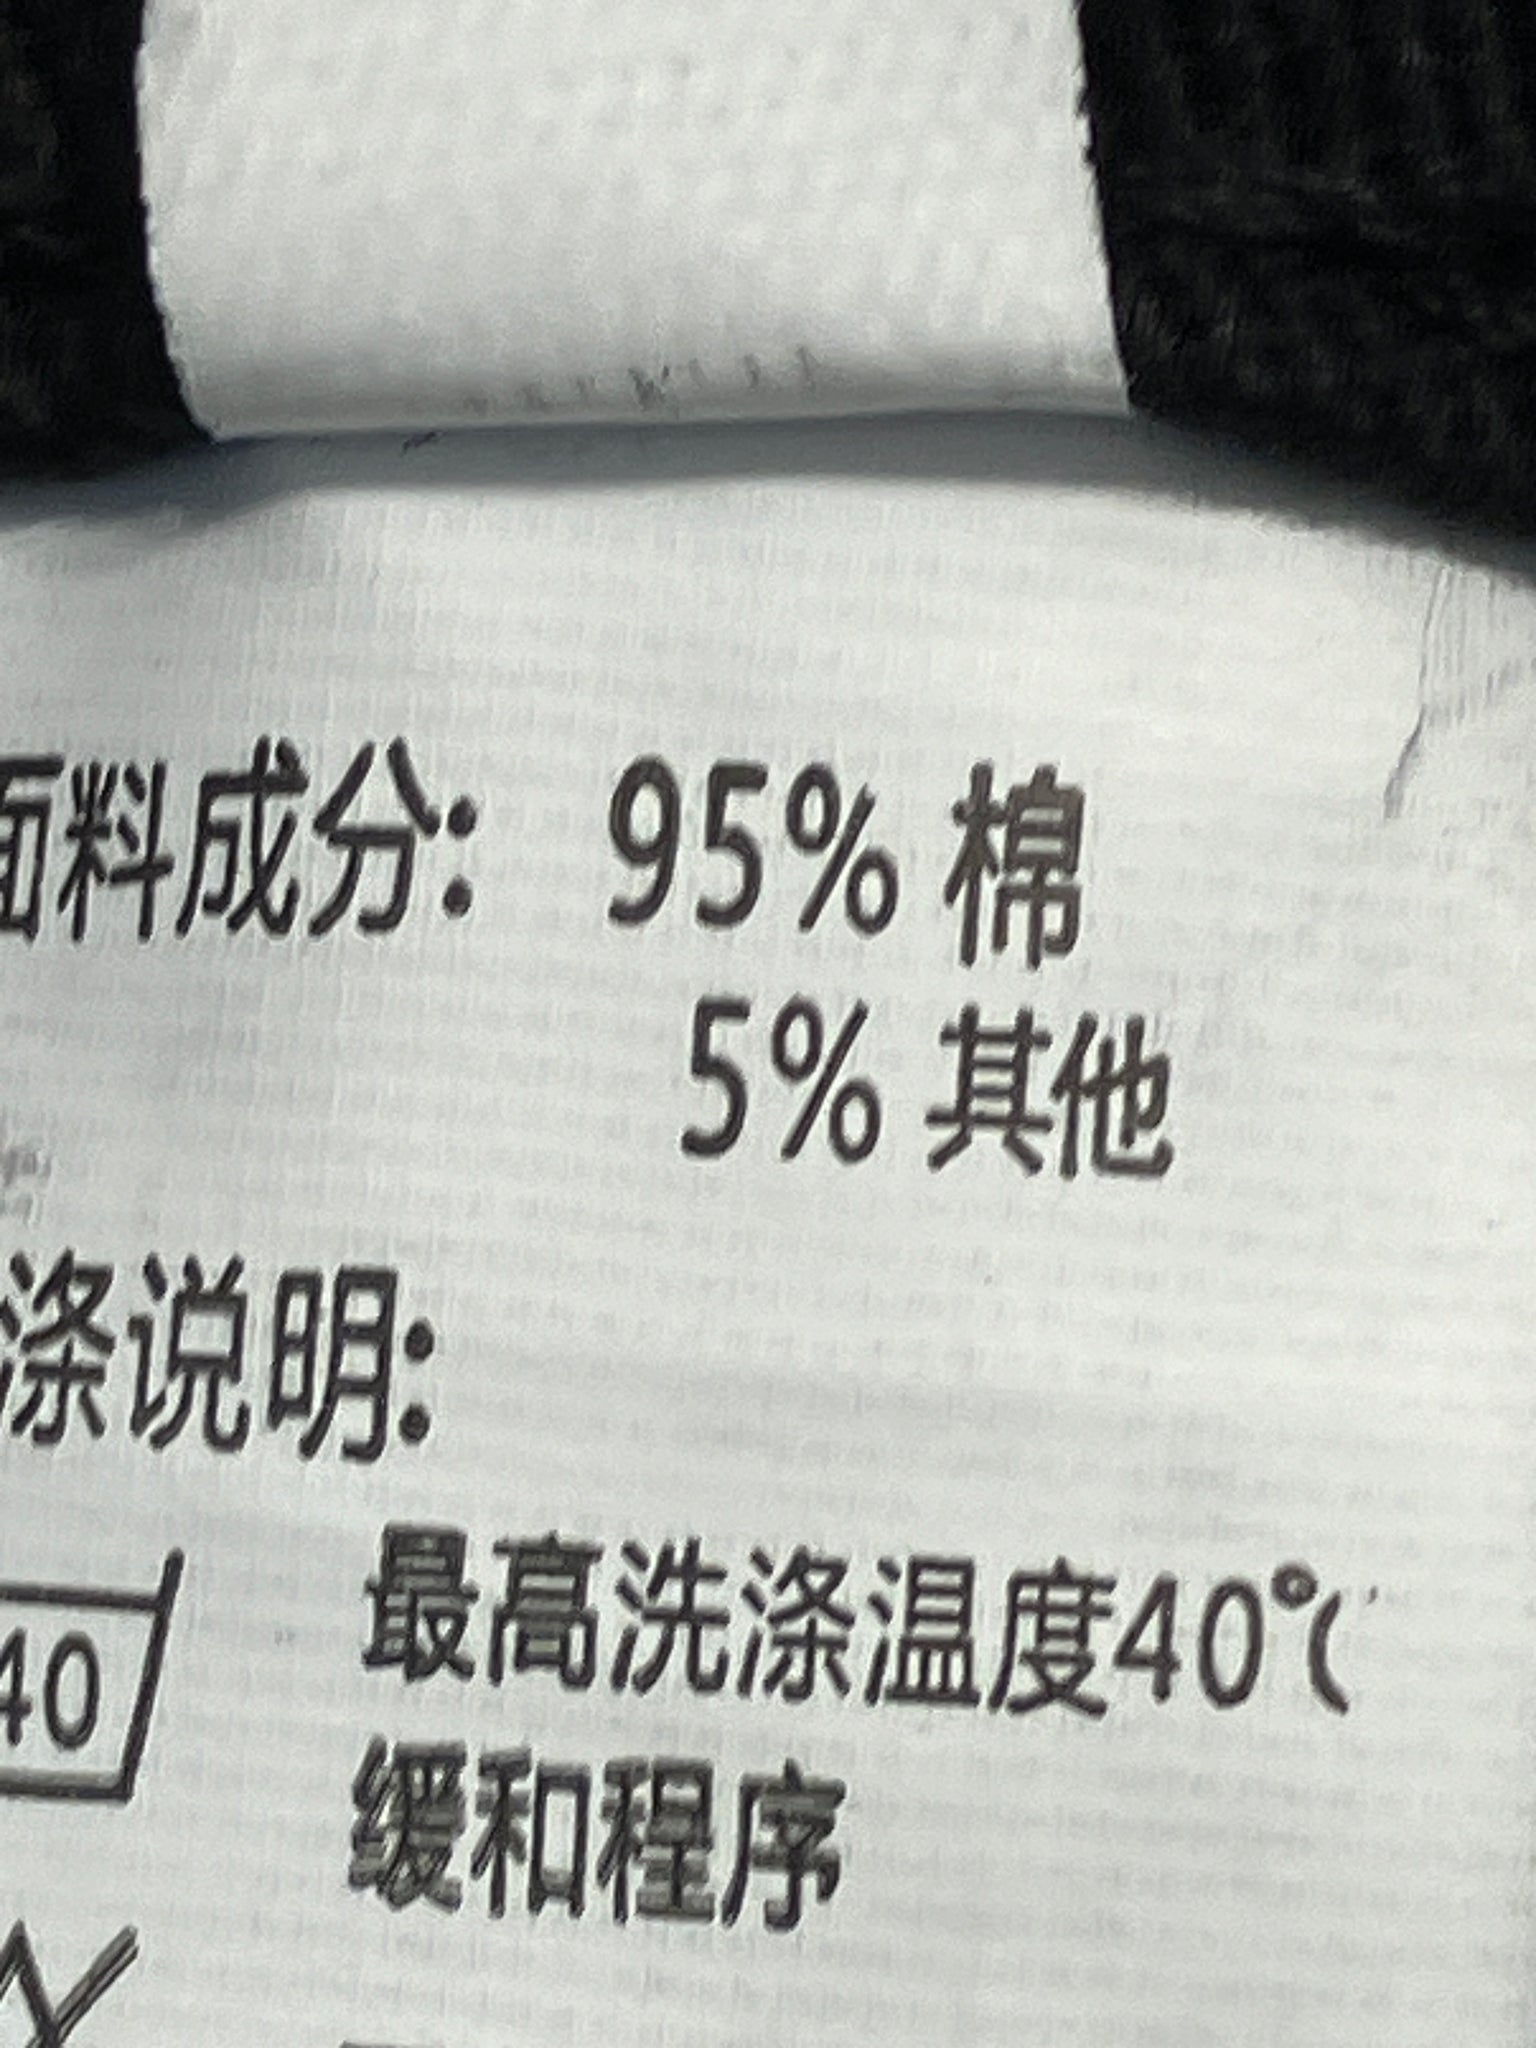 面料成分: 95% 棉
5% 其他
涤说明:
最高洗涤温度40℃
40
缓和程序